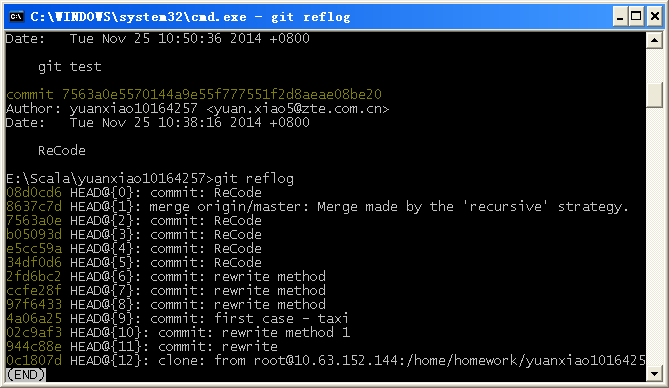 C:\WINDOWS\system32\cmd.exe - git reflog
Date:   Tue Nov 25 10:50:36 2014 +0800
git test
commit 7563a0e5570144a9e55f777551f2d8aeae08be20
Author: yuanxiao10164257 <yuan.xiao5@zte.com.cn>
Date:   Tue Nov 25 10:38:16 2014 +0800
ReCode
E:\Scala\yuanxiao10164257>git reflog
08d0cd6 HEAD@{0}: commit: ReCode
8637c7d HEAD@{1}: merge origin/master: Merge made by the 'recursive' strategy.
7563a0e HEAD@{2}: commit: ReCode
b05093d HEAD@{3}: commit: ReCode
e5cc59a HEAD@{4}: commit: ReCode
34df0d6 HEAD@{5}: commit: ReCode
2fd6bc2 HEAD@{6}: commit: rewrite method
ccfe28f HEAD@{7}: commit: rewrite method
97f6433 HEAD@{8}: commit: rewrite method
4a06a25 HEAD@{9}: commit: first case - taxi
02c9af3 HEAD@{10}: commit: rewrite method 1
944c88e HEAD@{11}: commit: rewrite
0c1807d HEAD@{12}: clone: from root@10.63.152.144:/home/homework/yuanxiao1016425
(END)